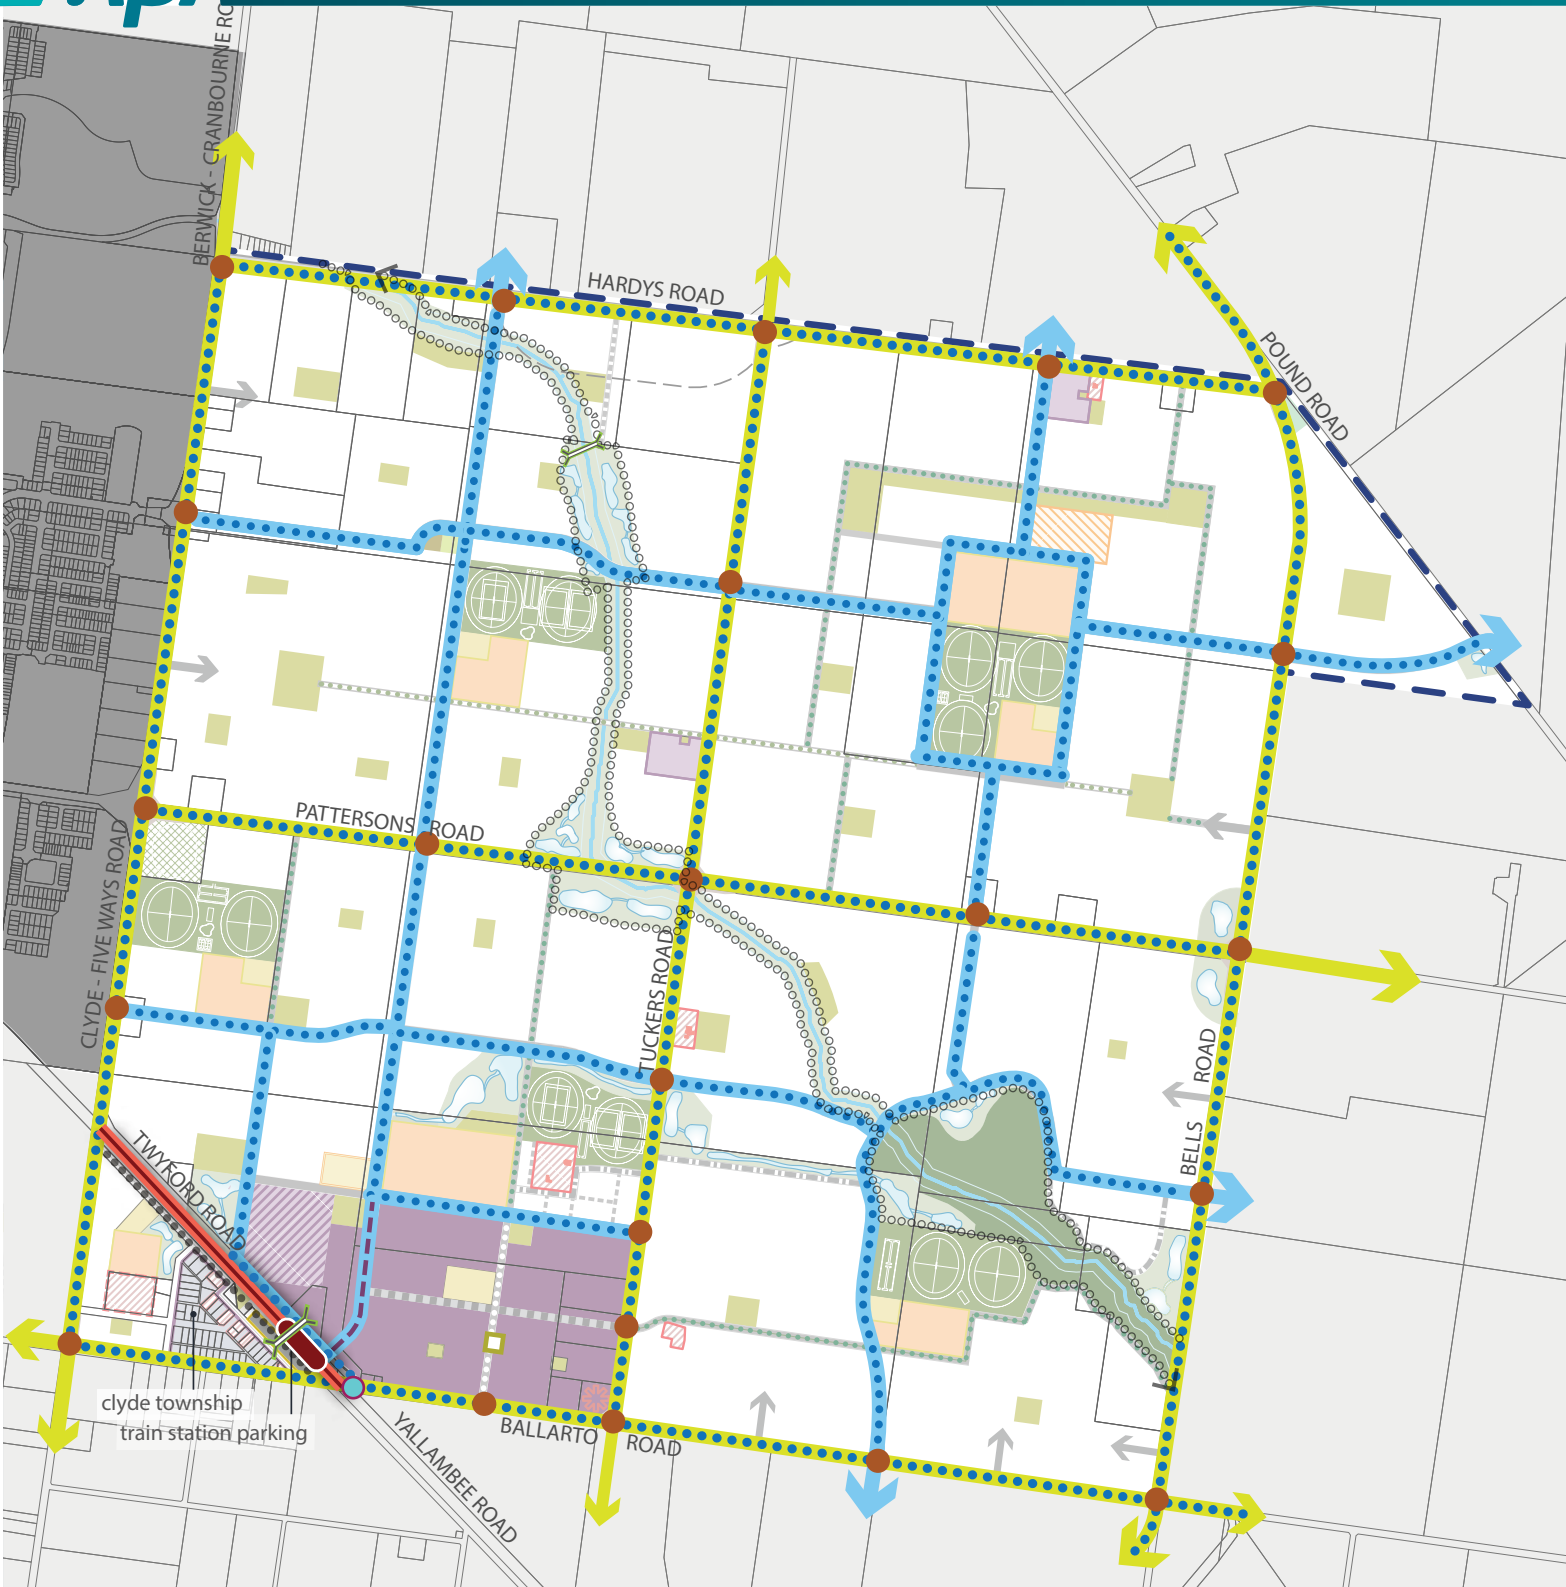 BERWICK - CRANBOURNE
HARDYS ROAD
POUND ROAD
PATTERSONS ROAD
CLYDE - FIVE WAYS ROAD
TUCKERS ROAD
BELLS ROAD
TWYFORD ROAD
clyde township
train station parking
YALLAMBEE ROAD
BALLARTO ROAD